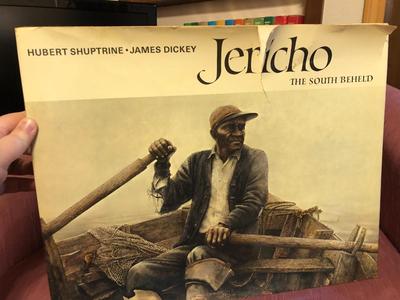 HUBERT SHUPTRINE • JAMES DICKEY
Jericho
THE SOUTH BEHELD